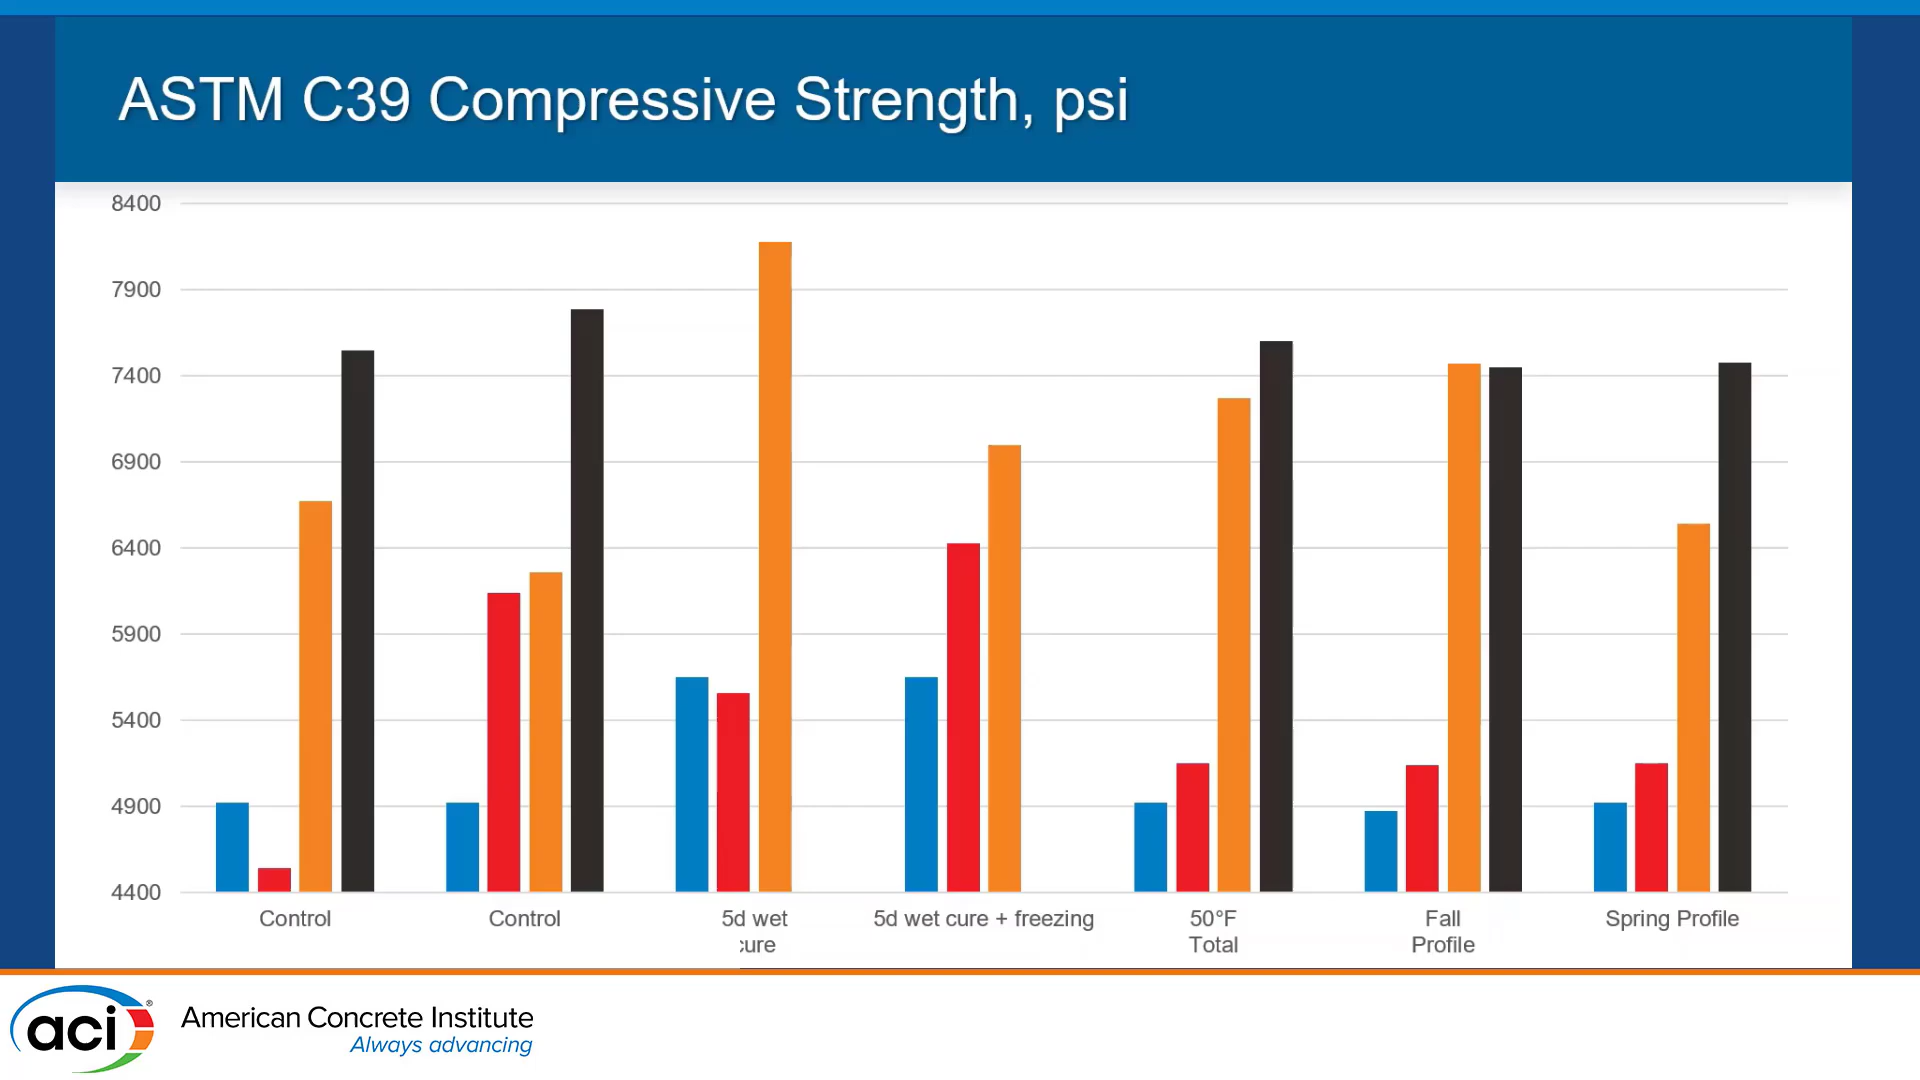 ASTM C39 Compressive Strength, psi
8400
7900
7400
6900
6400
5900
5400
4900
4400
Control
Control
5d wet
cure
5d wet cure + freezing
50°F
Total
Fall
Profile
Spring Profile
aci®
American Concrete Institute
Always advancing